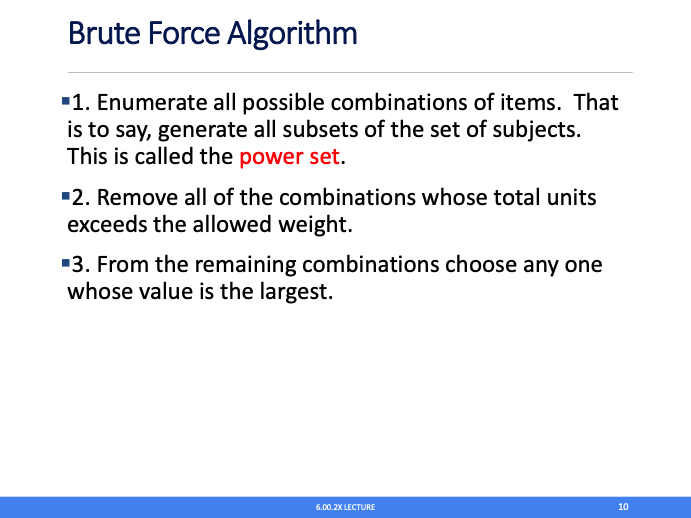 Brute Force Algorithm
▪1. Enumerate all possible combinations of items.  That
is to say, generate all subsets of the set of subjects.
This is called the power set.
▪2. Remove all of the combinations whose total units
exceeds the allowed weight.
▪3. From the remaining combinations choose any one
whose value is the largest.
6.00.2X LECTURE
10